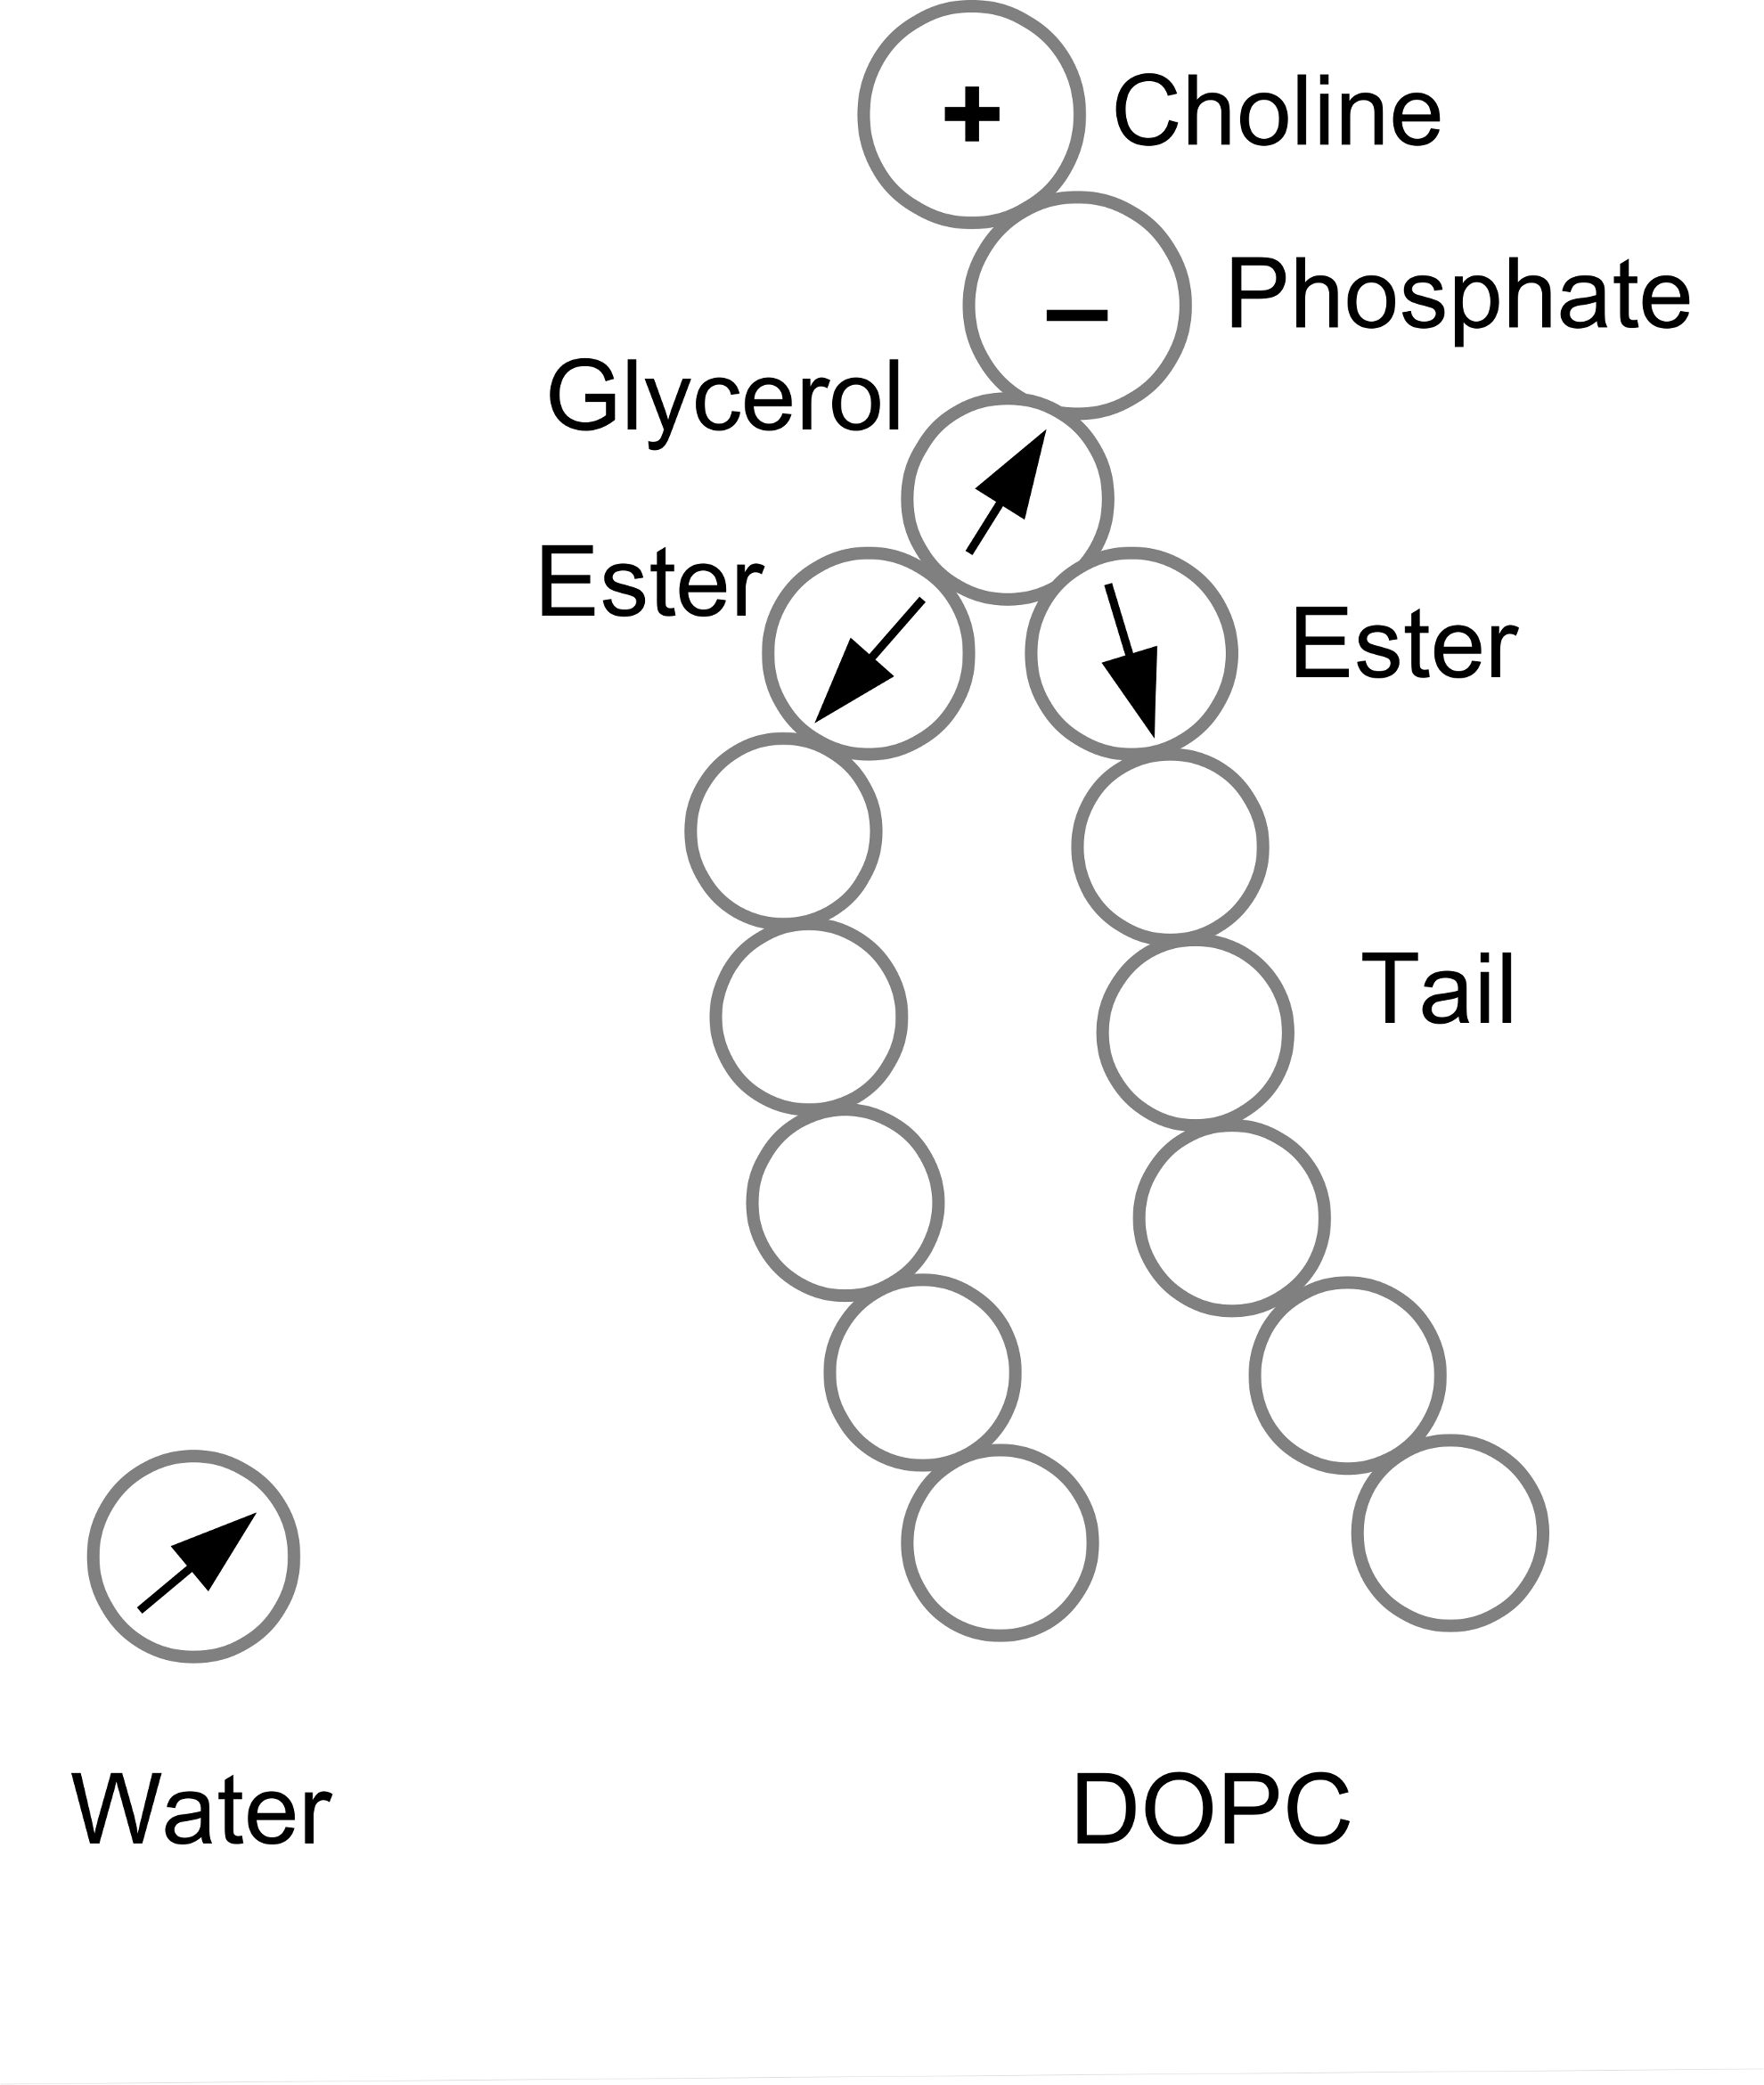 +
Choline
–
Phosphate
Glycerol
Ester
Ester
Tail
Water
DOPC